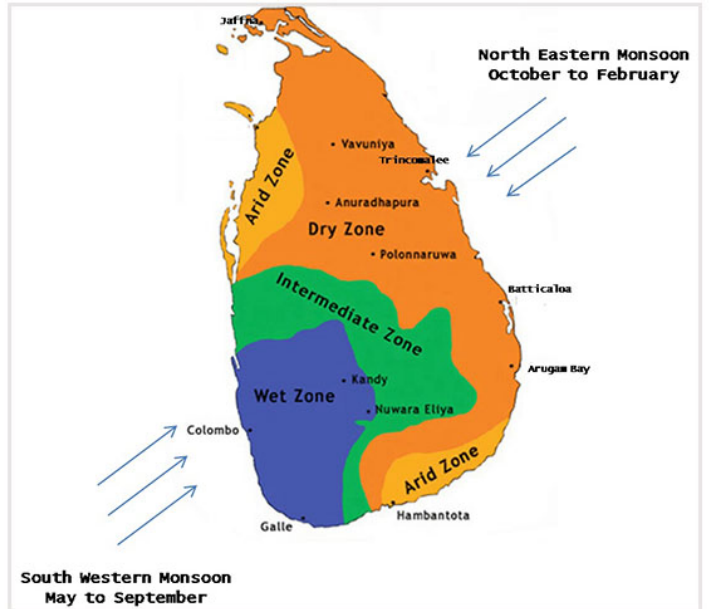 Jaffna
North Eastern Monsoon
October to February
Vavuniya
Trincomalee
Arid Zone
Anuradhapura
Dry Zone
Polonnaruwa
Batticaloa
Intermediate Zone
Arugam Bay
Kandy
Wet Zone
Nuwara Eliya
Colombo
Arid Zone
Hambantota
Galle
South Western Monsoon
May to September